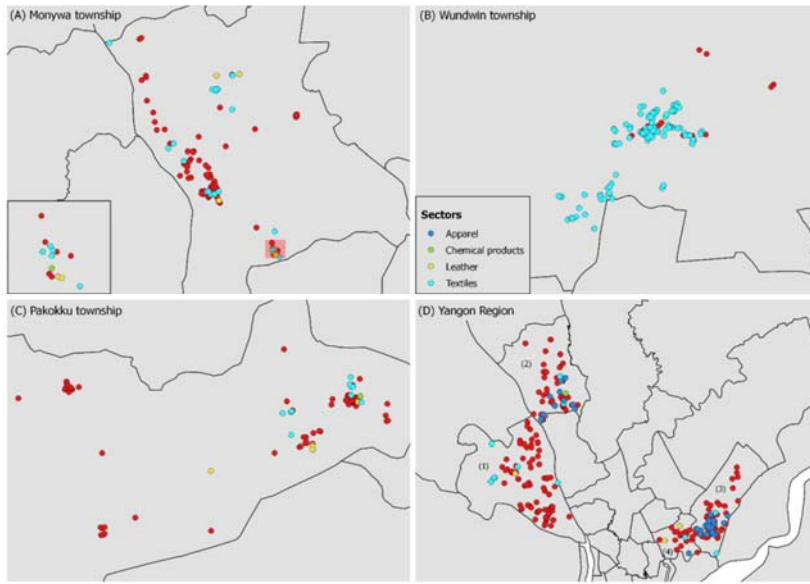 (A) Monywa township
(B) Wundwin township
Sectors
Apparel
Chemical products
Leather
Textiles
(C) Pakokku township
(D) Yangon Region
(2)
(1)
(3)
(4)